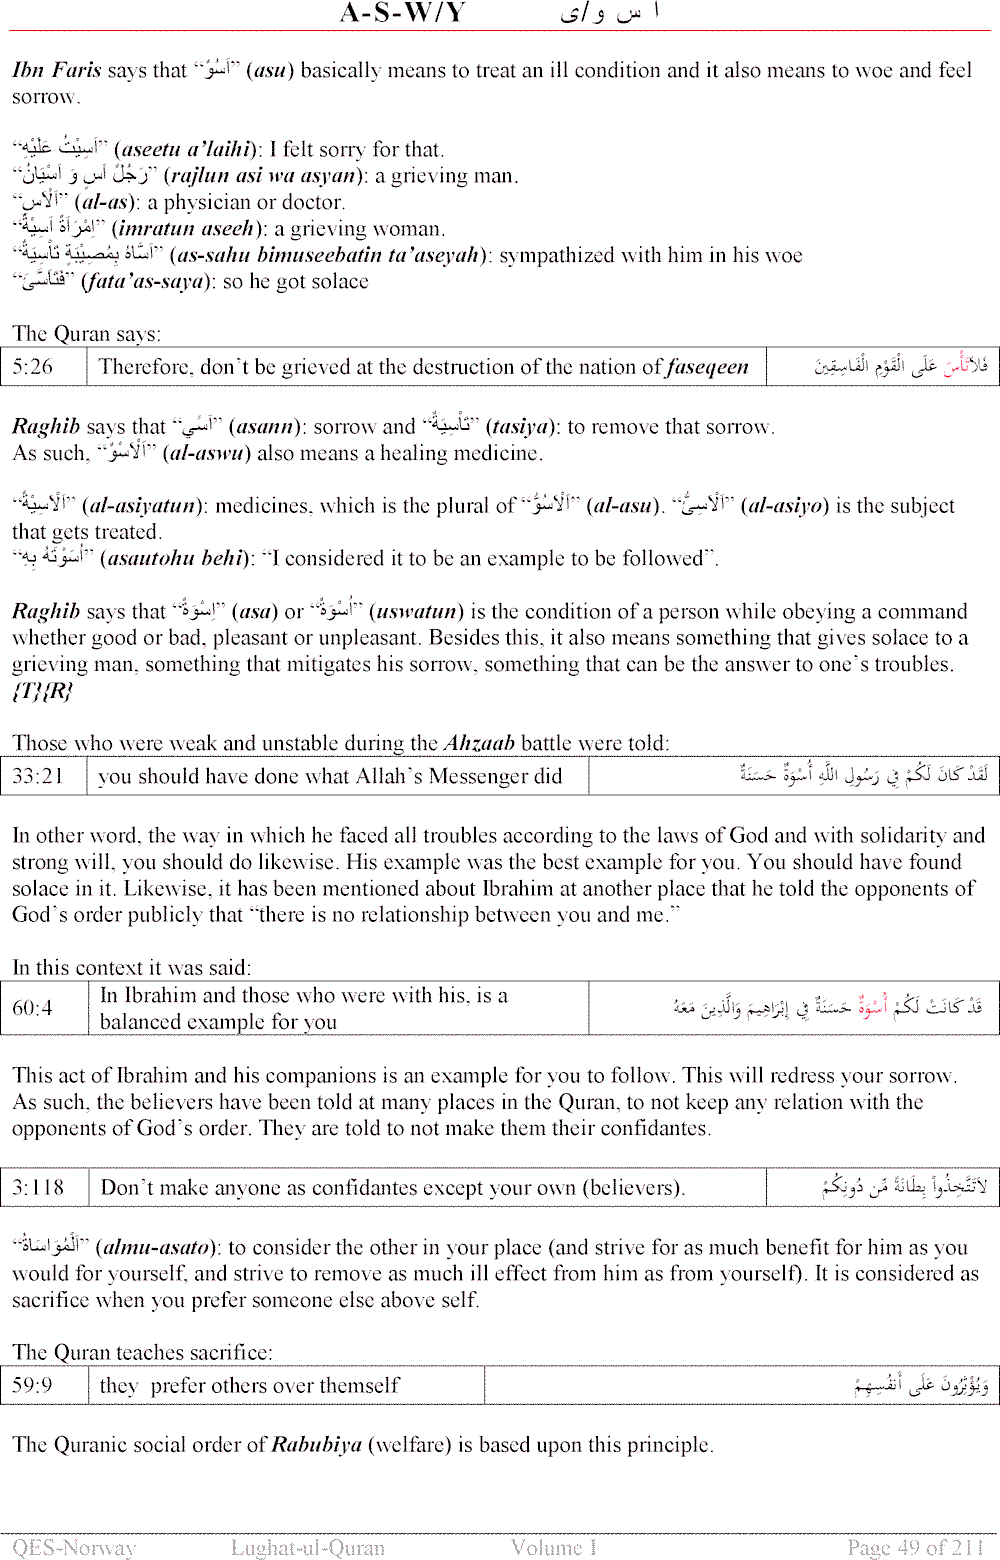 A-S-W/Y ا س و/ى
Ibn Faris says that “اَسْوٌ” (asu) basically means to treat an ill condition and it also means to woe and feel
sorrow.
“اَسِيْتُ عَلَيْهِ” (aseetu a’laihi): I felt sorry for that.
“رَجُلٌ اَسٍ وَ اَسْيَانُ” (rajlun asi wa asyan): a grieving man.
“اَلْآسِ” (al-as): a physician or doctor.
“اِمْرَاَةٌ اَسِيْةٌ” (imratun aseeh): a grieving woman.
“اَسَّاهُ بِمُصِيْبَةٍ تَاْسِيَةٌ” (as-sahu bimuseebatin ta’aseyah): sympathized with him in his woe
“فَتَأَسَّىَ” (fata’as-saya): so he got solace
The Quran says:
5:26 Therefore, don’t be grieved at the destruction of the nation of faseqeen فَلاَتَأْسَ عَلَى الْقَوْمِ الْفَاسِقِينَ
Raghib says that “اَسًي” (asann): sorrow and “تَاْسِيَةٌ” (tasiya): to remove that sorrow.
As such, “اَلْاَسْوٌ” (al-aswu) also means a healing medicine.
“اَلْاَسِيْةٌ” (al-asiyatun): medicines, which is the plural of “اَلْاَسُوُّ” (al-asu). “اَلْاَسِىُّ” (al-asiyo) is the subject
that gets treated.
“اُسَوْتُهُ بِهِ” (asautohu behi): “I considered it to be an example to be followed”.
Raghib says that “اِسْوَةٌ” (asa) or “اُسْوَةٌ” (uswatun) is the condition of a person while obeying a command
whether good or bad, pleasant or unpleasant. Besides this, it also means something that gives solace to a
grieving man, something that mitigates his sorrow, something that can be the answer to one’s troubles.
{T}{R}
Those who were weak and unstable during the Ahzaab battle were told:
33:21 you should have done what Allah’s Messenger did لَقَدْ كَانَ لَكُمْ فِي رَسُولِ اللَّهِ أُسْوَةٌ حَسَنَةٌ
In other word, the way in which he faced all troubles according to the laws of God and with solidarity and
strong will, you should do likewise. His example was the best example for you. You should have found
solace in it. Likewise, it has been mentioned about Ibrahim at another place that he told the opponents of
God’s order publicly that “there is no relationship between you and me.”
In this context it was said:
60:4 In Ibrahim and those who were with his, is a قَدْ كَانَتْ لَكُمْ أُسْوَةٌ حَسَنَةٌ فِي إِبْرَاهِيمَ وَالَّذِينَ مَعَهُ
balanced example for you
This act of Ibrahim and his companions is an example for you to follow. This will redress your sorrow.
As such, the believers have been told at many places in the Quran, to not keep any relation with the
opponents of God’s order. They are told to not make them their confidantes.
3:118 Don’t make anyone as confidantes except your own (believers). لاَتَتَّخِذُواْ بِطَانَةً مِّن دُونِكُمْ
“اَلْمُوَاسَاةُ” (almu-asato): to consider the other in your place (and strive for as much benefit for him as you
would for yourself, and strive to remove as much ill effect from him as from yourself). It is considered as
sacrifice when you prefer someone else above self.
The Quran teaches sacrifice:
59:9 they prefer others over themself وَيُؤْثِرُونَ عَلَى أَنفُسِهِمْ
The Quranic social order of Rabubiya (welfare) is based upon this principle.
QES-Norway Lughat-ul-Quran Volume I Page 49 of 211